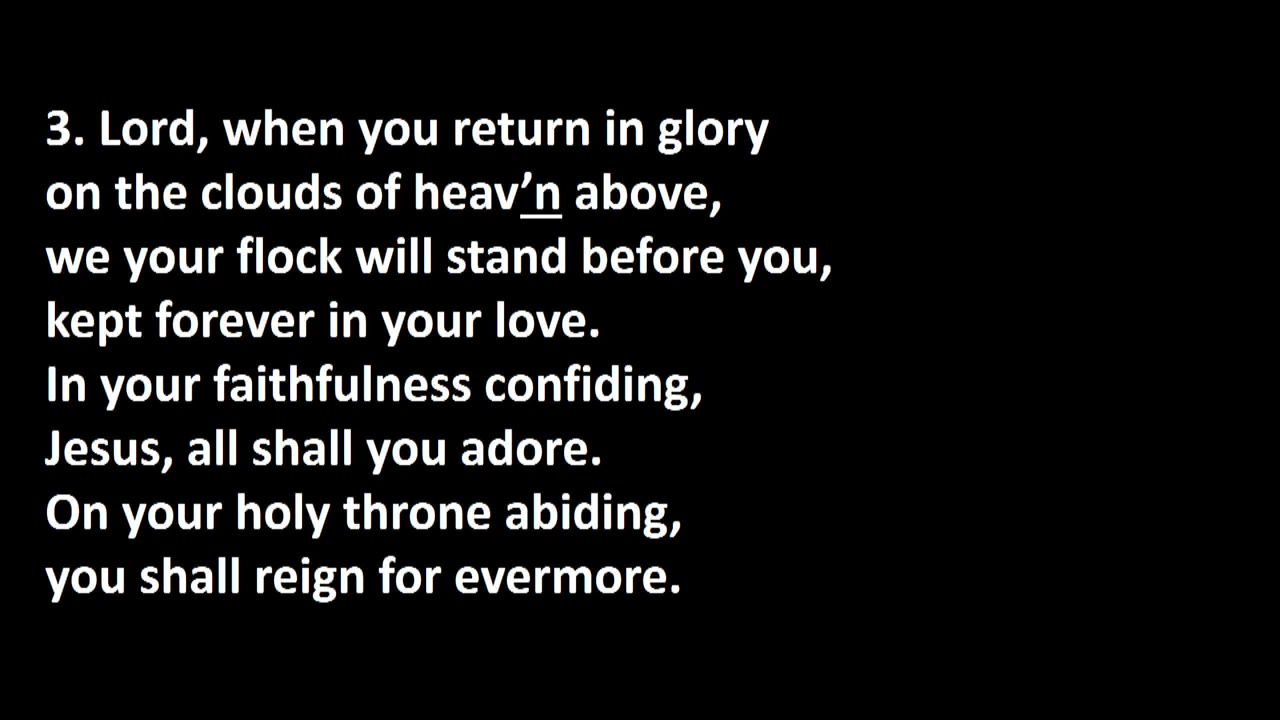 3. Lord, when you return in glory
on the clouds of heav’n above,
we your flock will stand before you,
kept forever in your love.
In your faithfulness confiding,
Jesus, all shall you adore.
On your holy throne abiding,
you shall reign for evermore.